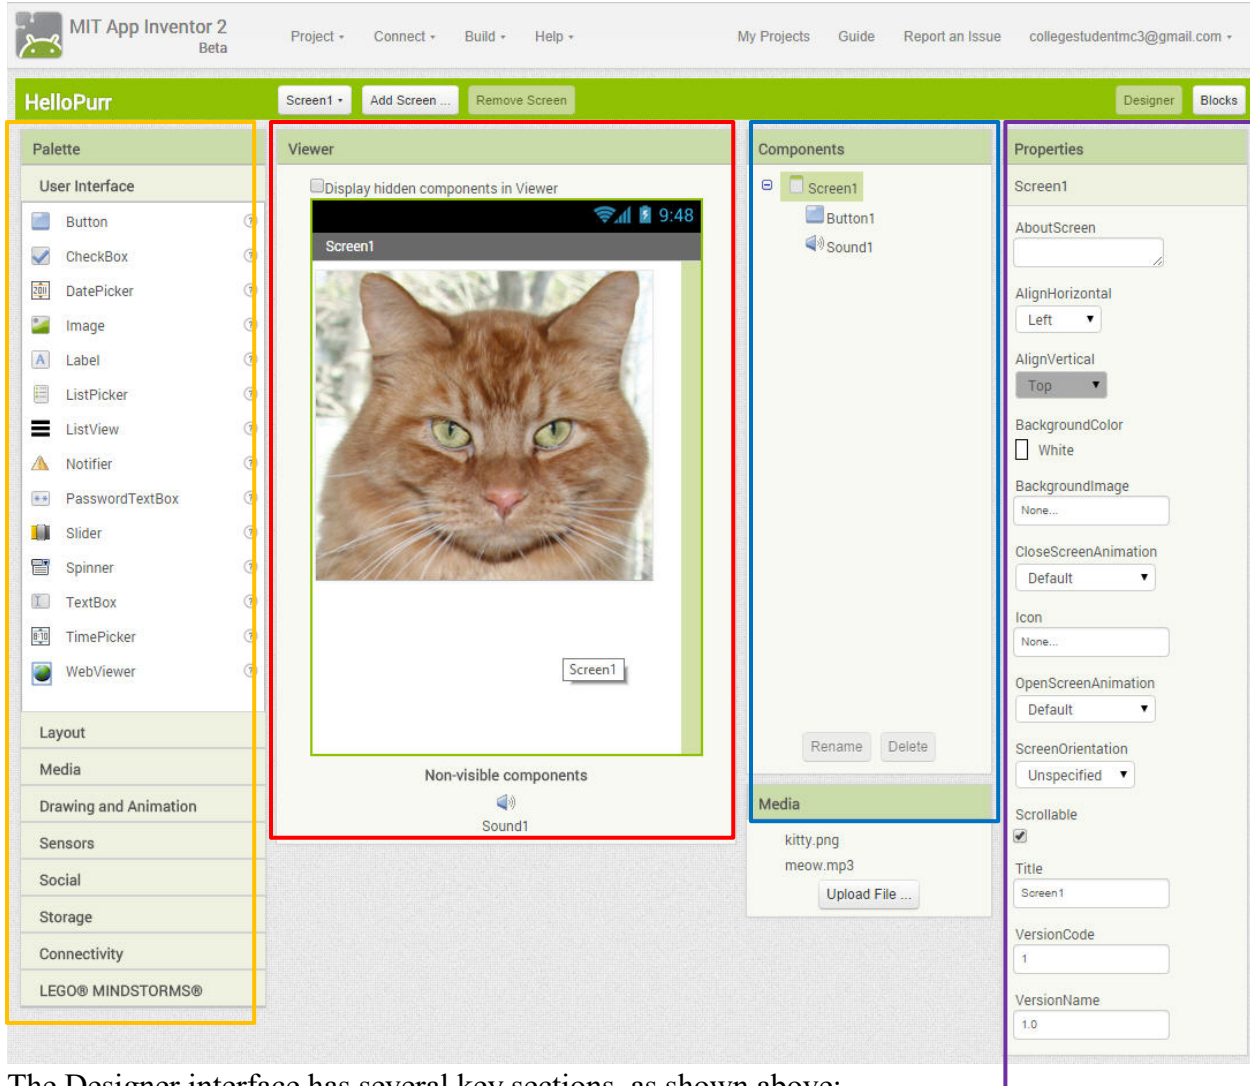 MIT App Inventor 2
Beta
Project Connect Build Help My Projects Guide Report an Issue collegestudentmc3@gmail.com
HelloPurr Screen1 Add Screen ... Remove Screen Designer Blocks
Palette
User Interface
Button ?
CheckBox ?
DatePicker ?
Image ?
Label ?
ListPicker ?
ListView ?
Notifier ?
PasswordTextBox ?
Slider ?
Spinner ?
TextBox ?
TimePicker ?
WebViewer ?
Layout
Media
Drawing and Animation
Sensors
Social
Storage
Connectivity
LEGO® MINDSTORMS®
Viewer
Display hidden components in Viewer
9:48
Screen1
Screen1
Non-visible components
Sound1
Components
Screen1
Button1
Sound1
Rename Delete
Media
kitty.png
meow.mp3
Upload File ...
Properties
Screen1
AboutScreen
AlignHorizontal
Left
AlignVertical
Top
BackgroundColor
White
BackgroundImage
None...
CloseScreenAnimation
Default
Icon
None...
OpenScreenAnimation
Default
ScreenOrientation
Unspecified
Scrollable
Title
Screen1
VersionCode
1
VersionName
1.0
The Designer interface has several key sections, as shown above: